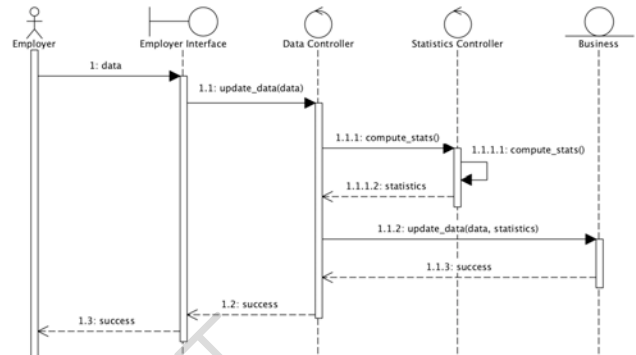 Employer
Employer Interface
Data Controller
Statistics Controller
Business
1: data
1.1: update_data(data)
1.1.1: compute_stats()
1.1.1.1: compute_stats()
1.1.1.2: statistics
1.1.2: update_data(data, statistics)
1.1.3: success
1.2: success
1.3: success